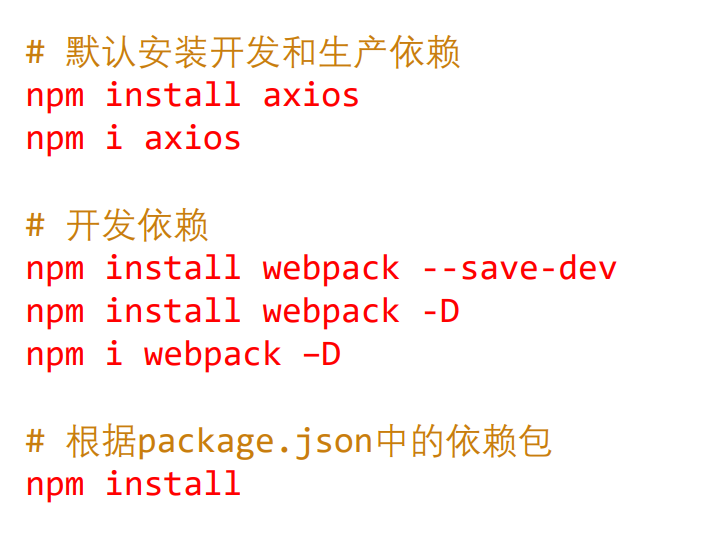 # 默认安装开发和生产依赖
npm install axios
npm i axios
# 开发依赖
npm install webpack --save-dev
npm install webpack -D
npm i webpack –D
# 根据package.json中的依赖包
npm install